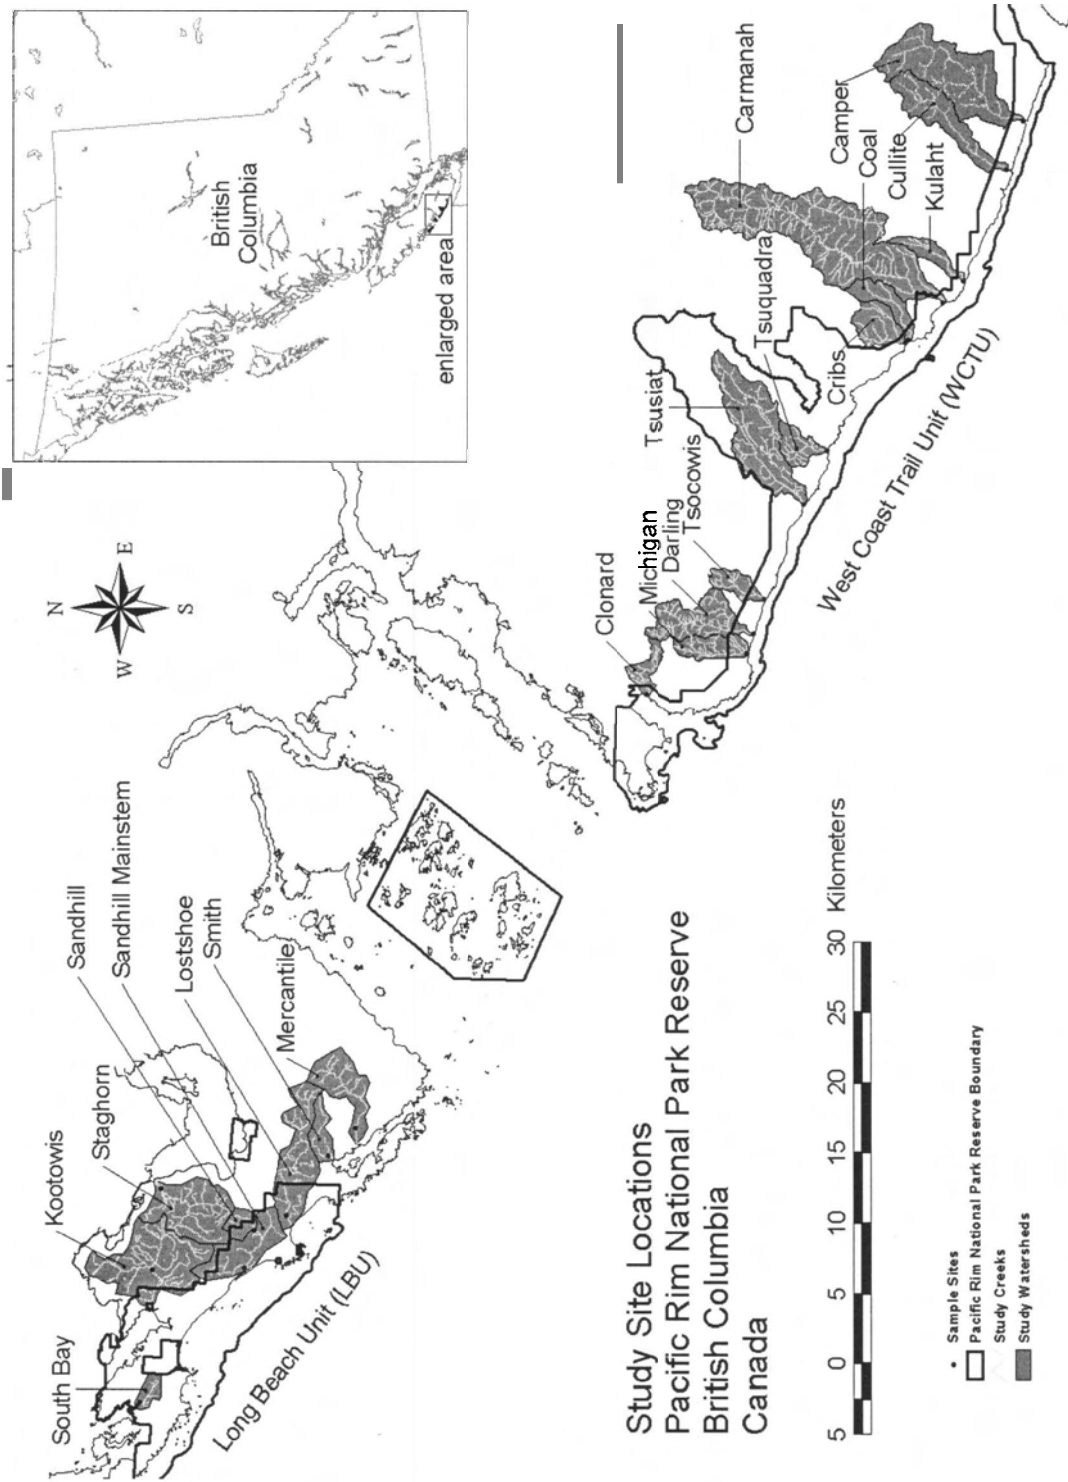 British
Columbia
enlarged area
N
W
E
S
Kootowis
Staghorn
Sandhill
Sandhill Mainstem
Lostshoe
Smith
Mercantile
South Bay
Long Beach Unit (LBU)
Clonard
Michigan
Darling
Tsocowis
Tsusiat
Tsuquadra
Cribs
Carmanah
Camper
Coal
Cullite
Kulaht
West Coast Trail Unit (WCTU)
Study Site Locations
Pacific Rim National Park Reserve
British Columbia
Canada
5 0 5 10 15 20 25 30 Kilometers
Sample Sites
Pacific Rim National Park Reserve Boundary
Study Creeks
Study Watersheds